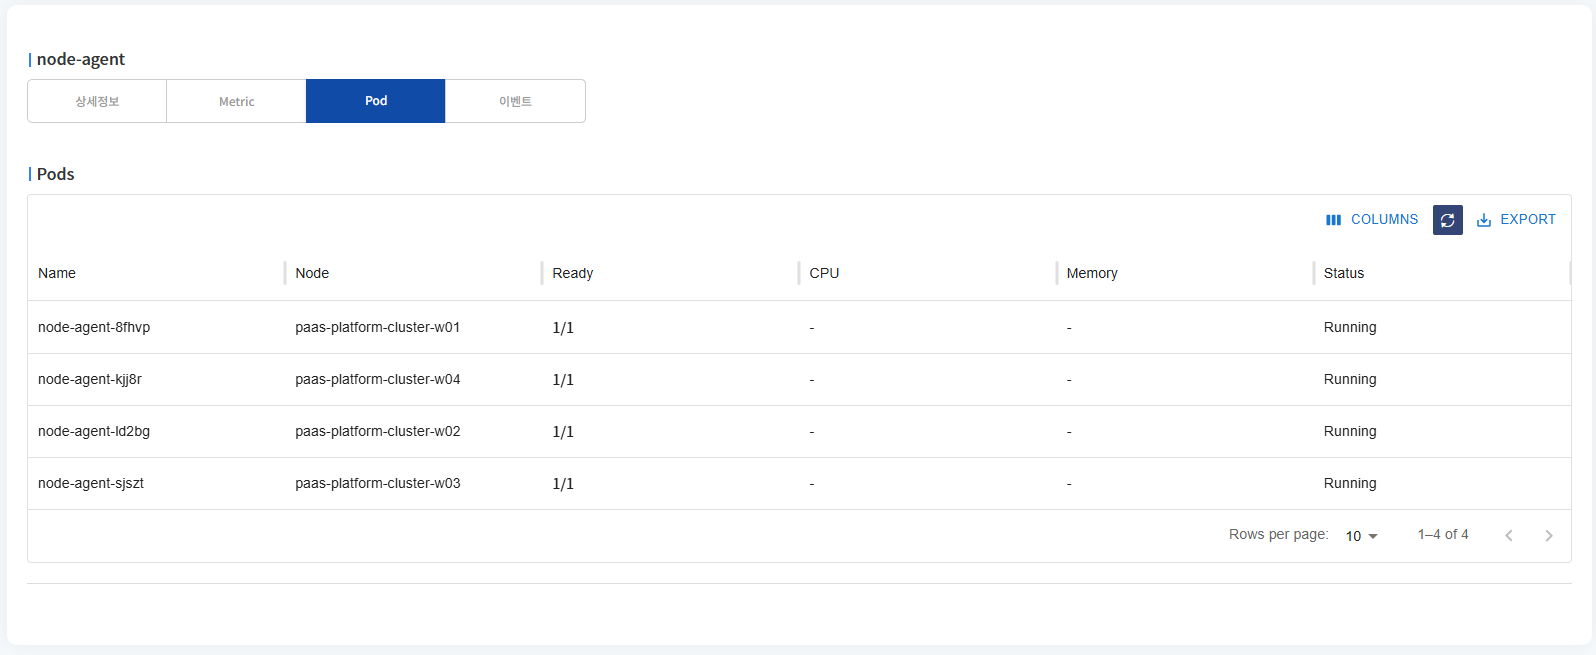 node-agent
상세정보 Metric Pod 이벤트
Pods
COLUMNS EXPORT
Name Node Ready CPU Memory Status
node-agent-8fhvp paas-platform-cluster-w01 1/1 - - Running
node-agent-kjj8r paas-platform-cluster-w04 1/1 - - Running
node-agent-ld2bg paas-platform-cluster-w02 1/1 - - Running
node-agent-sjszt paas-platform-cluster-w03 1/1 - - Running
Rows per page: 10 1–4 of 4